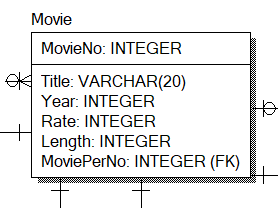 Movie
MovieNo: INTEGER
Title: VARCHAR(20)
Year: INTEGER
Rate: INTEGER
Length: INTEGER
MoviePerNo: INTEGER (FK)